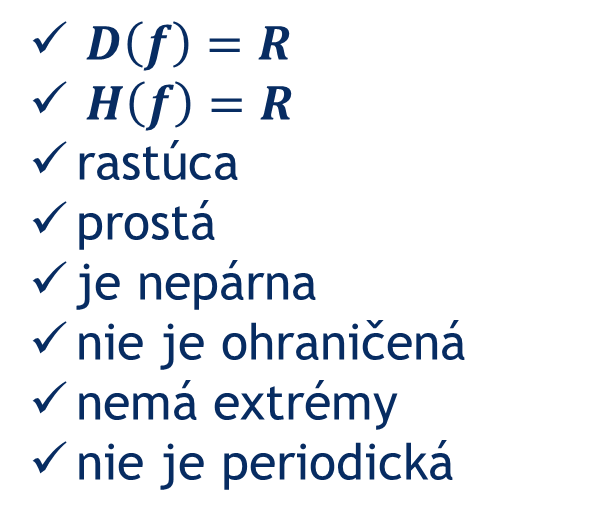 ✓ D(f) = R
✓ H(f) = R
✓ rastúca
✓ prostá
✓ je nepárna
✓ nie je ohraničená
✓ nemá extrémy
✓ nie je periodická